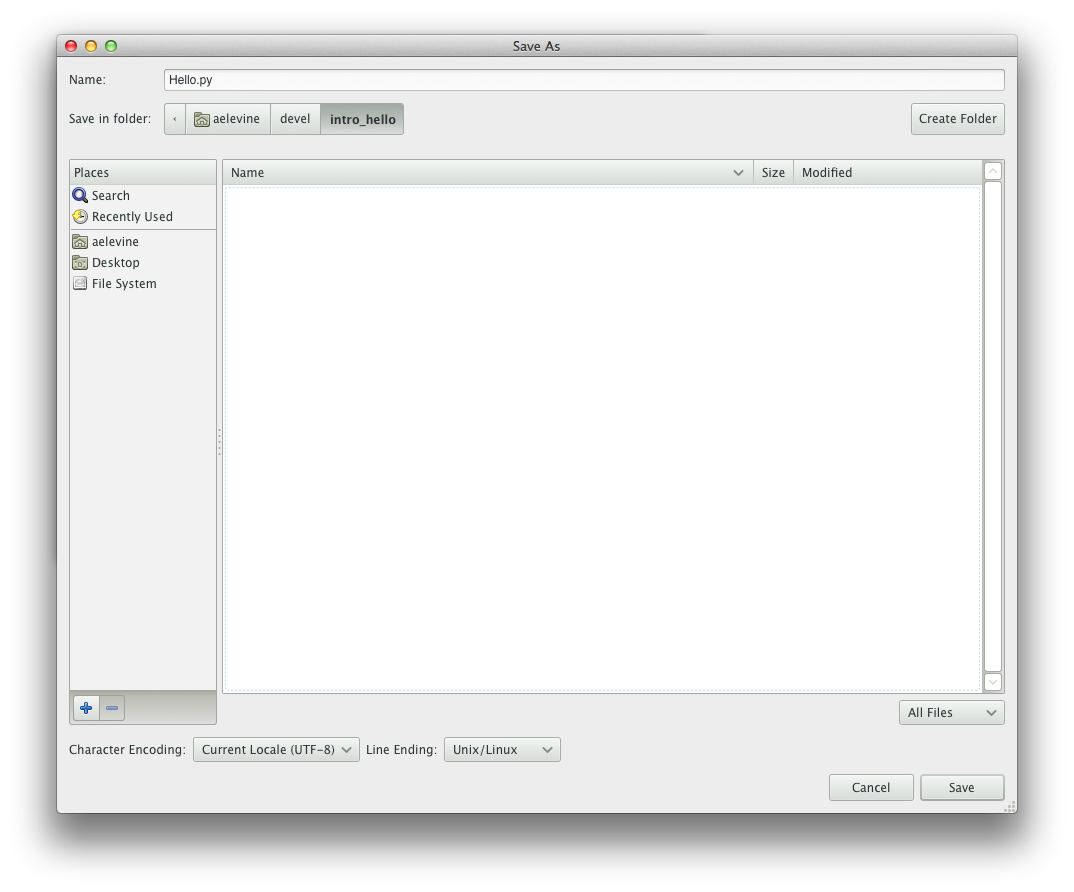 Save As
Name: Hello.py
Save in folder: aelevine devel intro_hello Create Folder
Places Name Size Modified
Search
Recently Used
aelevine
Desktop
File System
All Files
Character Encoding: Current Locale (UTF-8) Line Ending: Unix/Linux
Cancel Save